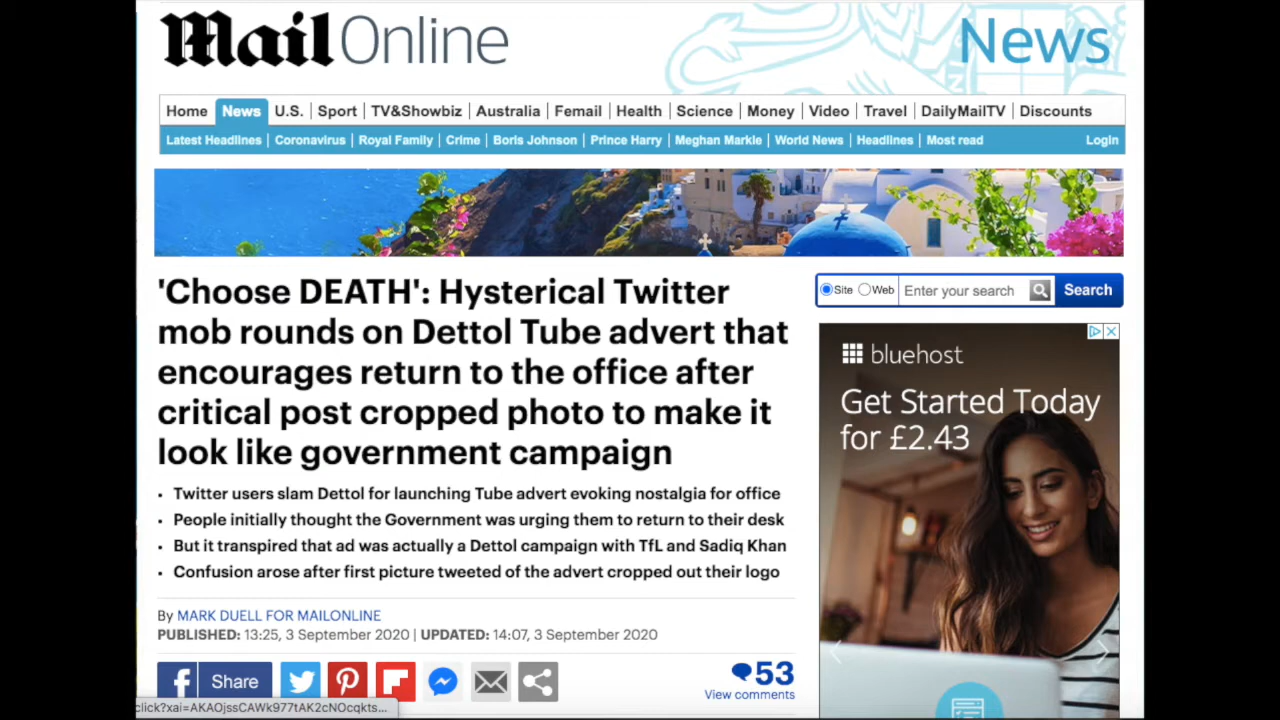 Mail Online
News
Home News U.S. Sport TV&Showbiz Australia Femail Health Science Money Video Travel DailyMailTV Discounts
Latest Headlines Coronavirus Royal Family Crime Boris Johnson Prince Harry Meghan Markle World News Headlines Most read Login
'Choose DEATH': Hysterical Twitter
mob rounds on Dettol Tube advert that
encourages return to the office after
critical post cropped photo to make it
look like government campaign
• Twitter users slam Dettol for launching Tube advert evoking nostalgia for office
• People initially thought the Government was urging them to return to their desk
• But it transpired that ad was actually a Dettol campaign with TfL and Sadiq Khan
• Confusion arose after first picture tweeted of the advert cropped out their logo
By MARK DUELL FOR MAILONLINE
PUBLISHED: 13:25, 3 September 2020 | UPDATED: 14:07, 3 September 2020
Share
53
View comments
click?xai=AKAOjssCAWk977tAK2cNOcqkts...
Site Web Enter your search Search
bluehost
Get Started Today
for £2.43